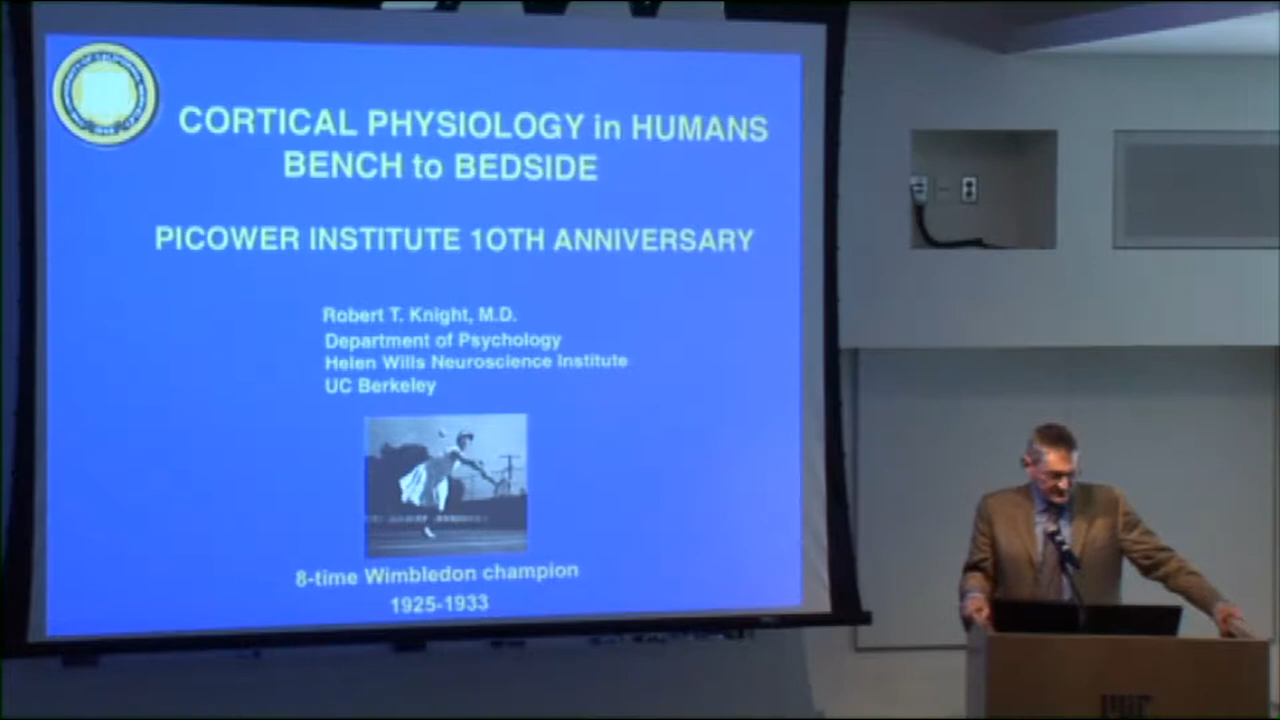 CORTICAL PHYSIOLOGY in HUMANS
BENCH to BEDSIDE
PICOWER INSTITUTE 10TH ANNIVERSARY
Robert T. Knight, M.D.
Department of Psychology
Helen Wills Neuroscience Institute
UC Berkeley
8-time Wimbledon champion
1925-1933
MIT